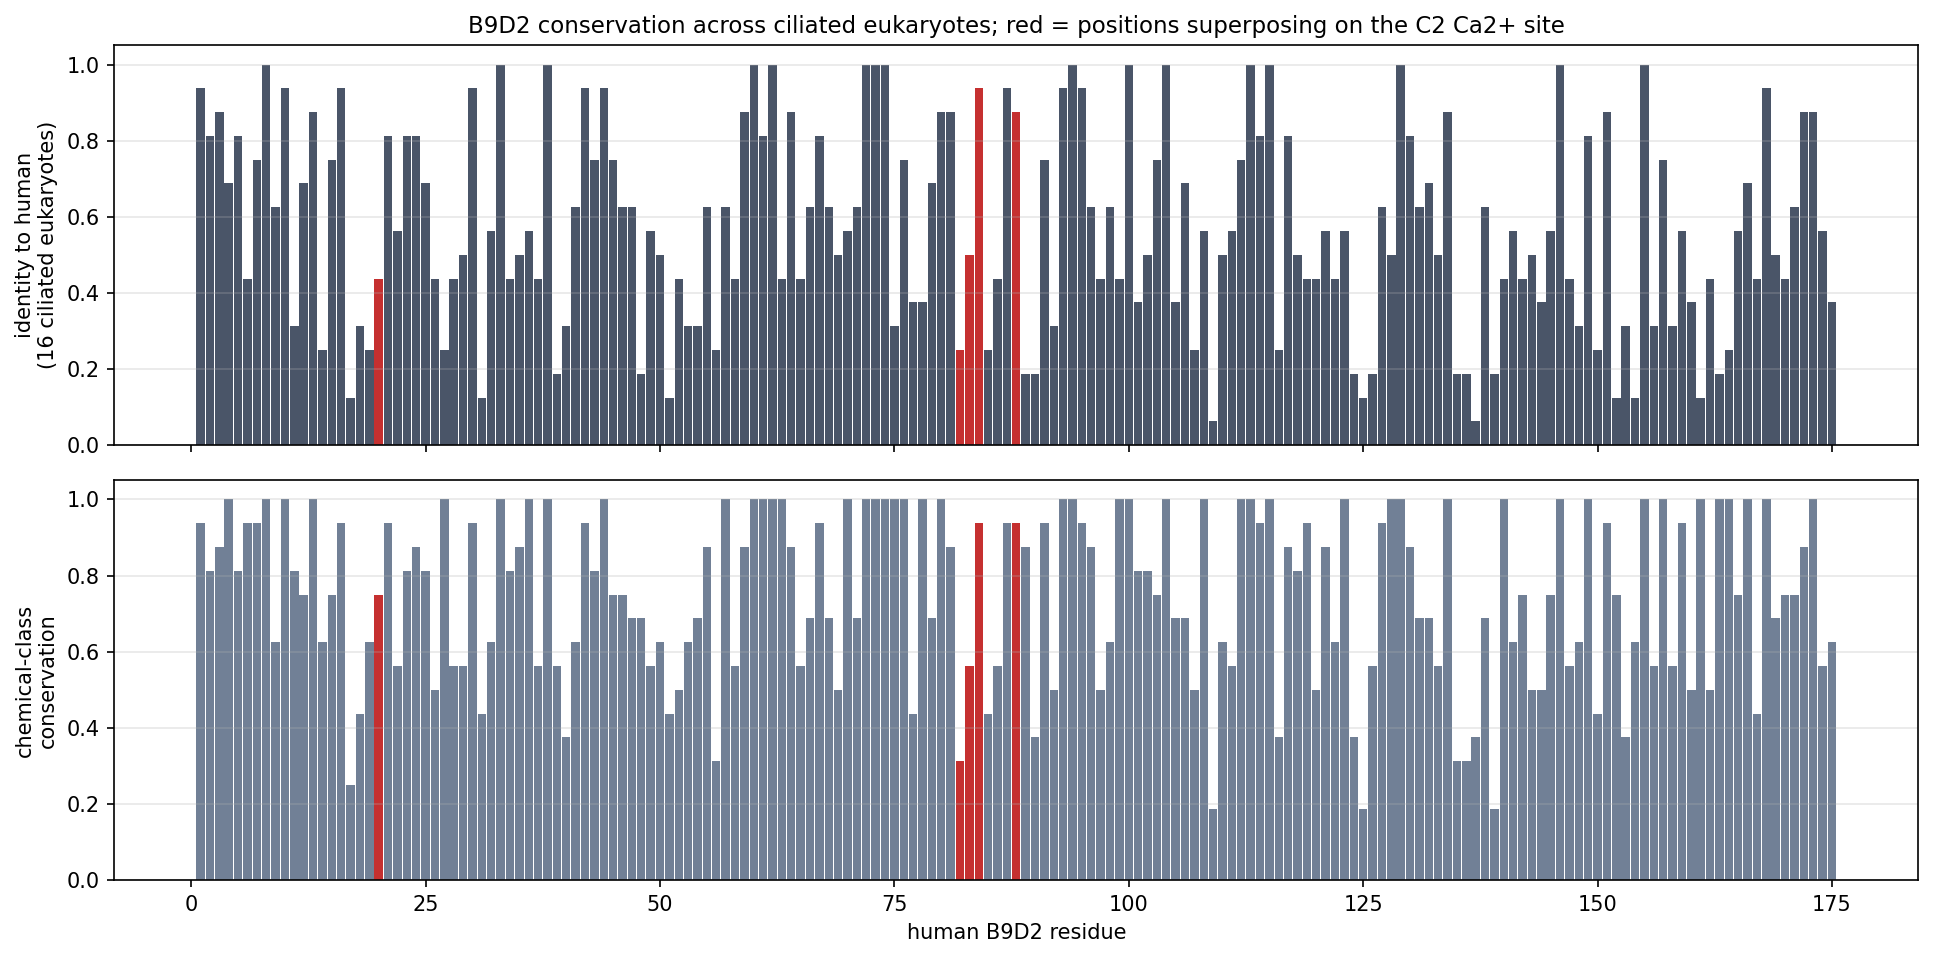 B9D2 conservation across ciliated eukaryotes; red = positions superposing on the C2 Ca2+ site
identity to human
(16 ciliated eukaryotes)
1.0
0.8
0.6
0.4
0.2
0.0
chemical-class
conservation
1.0
0.8
0.6
0.4
0.2
0.0
0 25 50 75 100 125 150 175
human B9D2 residue